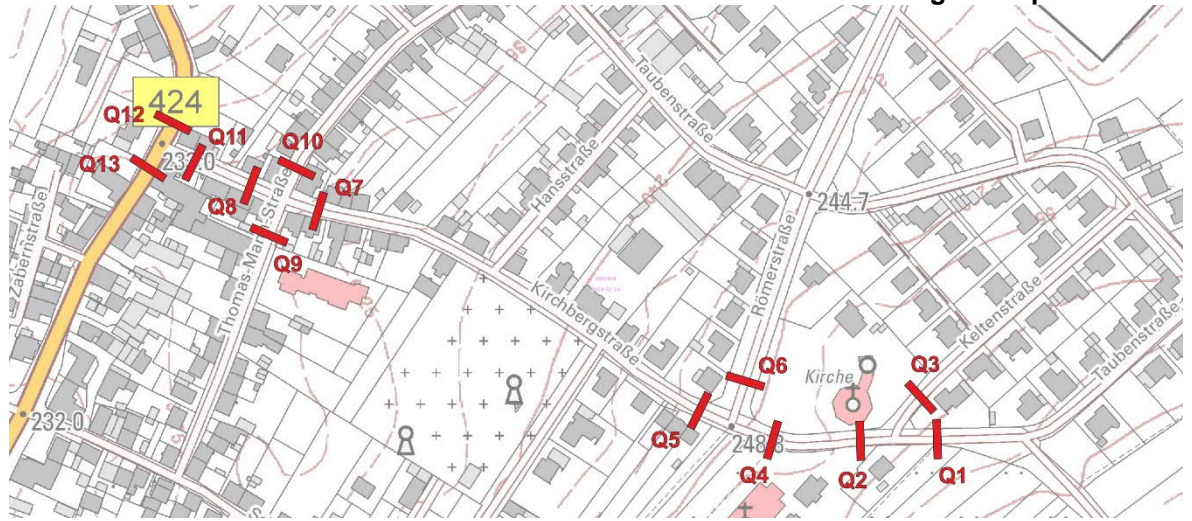 424
Q12
Q11
Q10
Q13
233.0
Q8
Q7
Q9
Thomas-Mann-Straße
Zabernstraße
232.0
Hansstraße
Taubenstraße
244.7
Römerstraße
Kirchbergstraße
Q6
Kirche
Q3
Keltenstraße
Taubenstraße
Q5
248.8
Q4
Q2
Q1